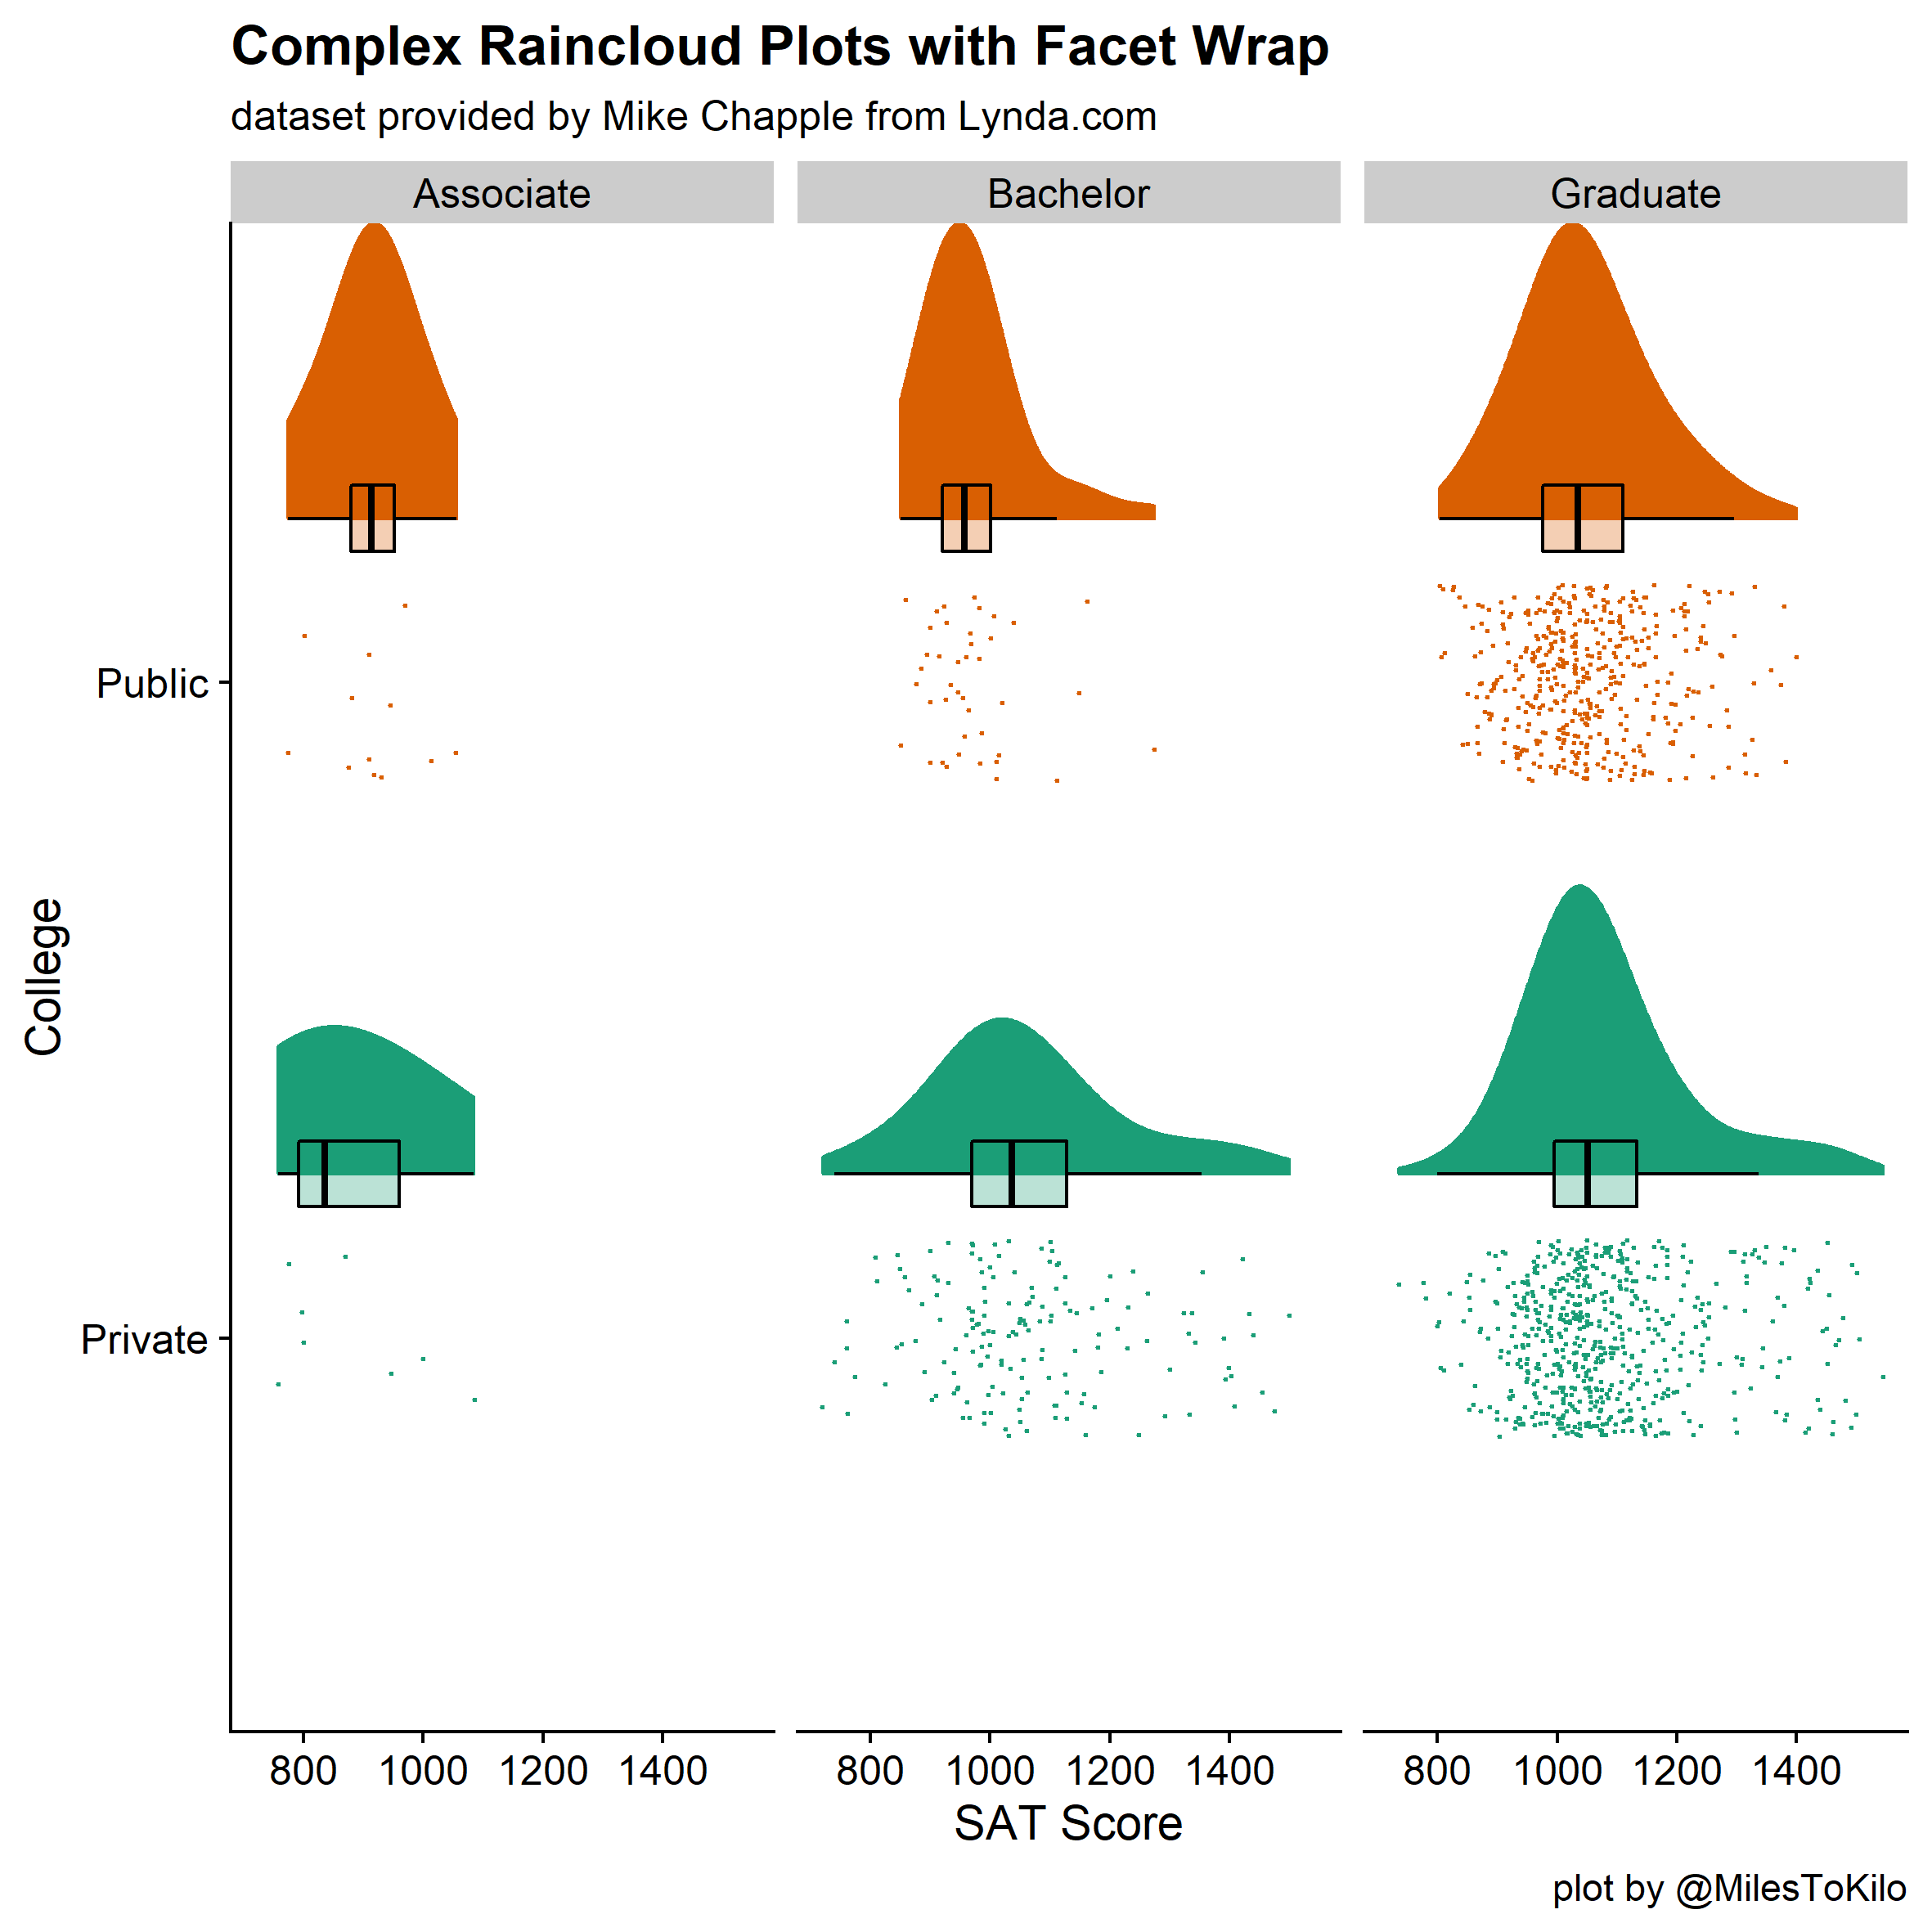 Complex Raincloud Plots with Facet Wrap
dataset provided by Mike Chapple from Lynda.com
Associate Bachelor Graduate
Public
College
Private
800 1000 1200 1400 800 1000 1200 1400 800 1000 1200 1400
SAT Score
plot by @MilesToKilo